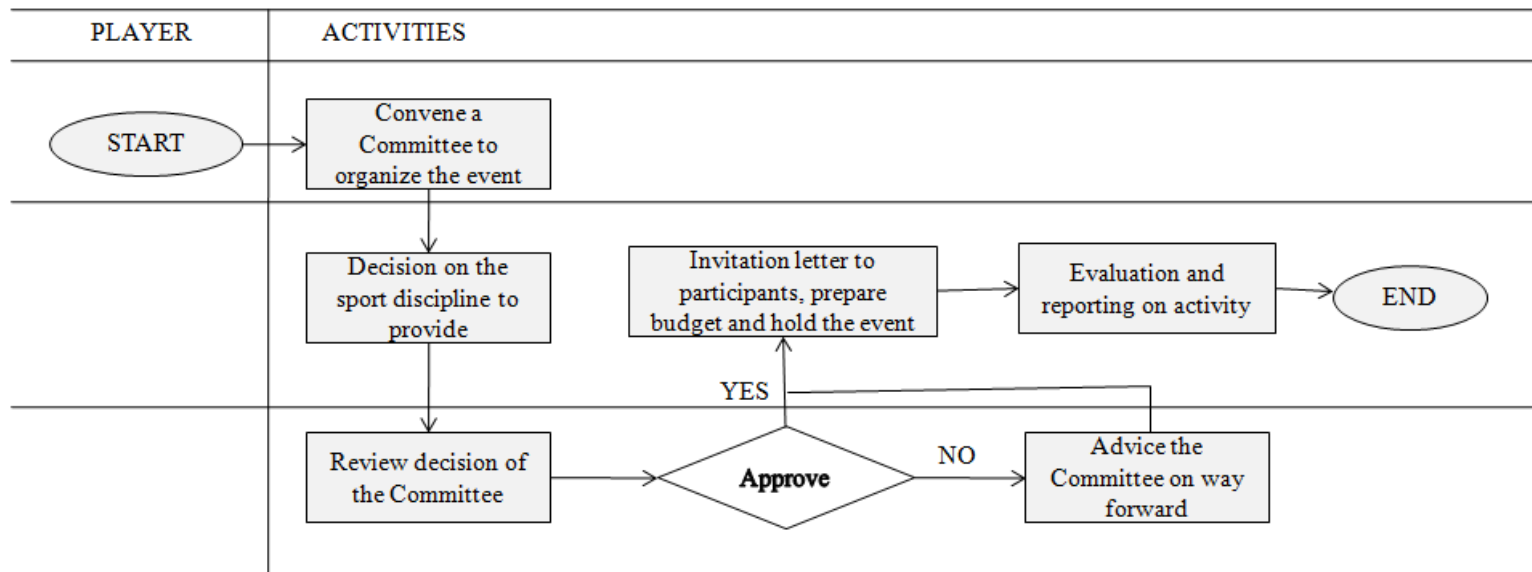 PLAYER
ACTIVITIES
START
Convene a
Committee to
organize the event
Decision on the
sport discipline to
provide
Invitation letter to
participants, prepare
budget and hold the event
Evaluation and
reporting on activity
END
YES
Review decision of
the Committee
Approve
NO
Advice the
Committee on way
forward